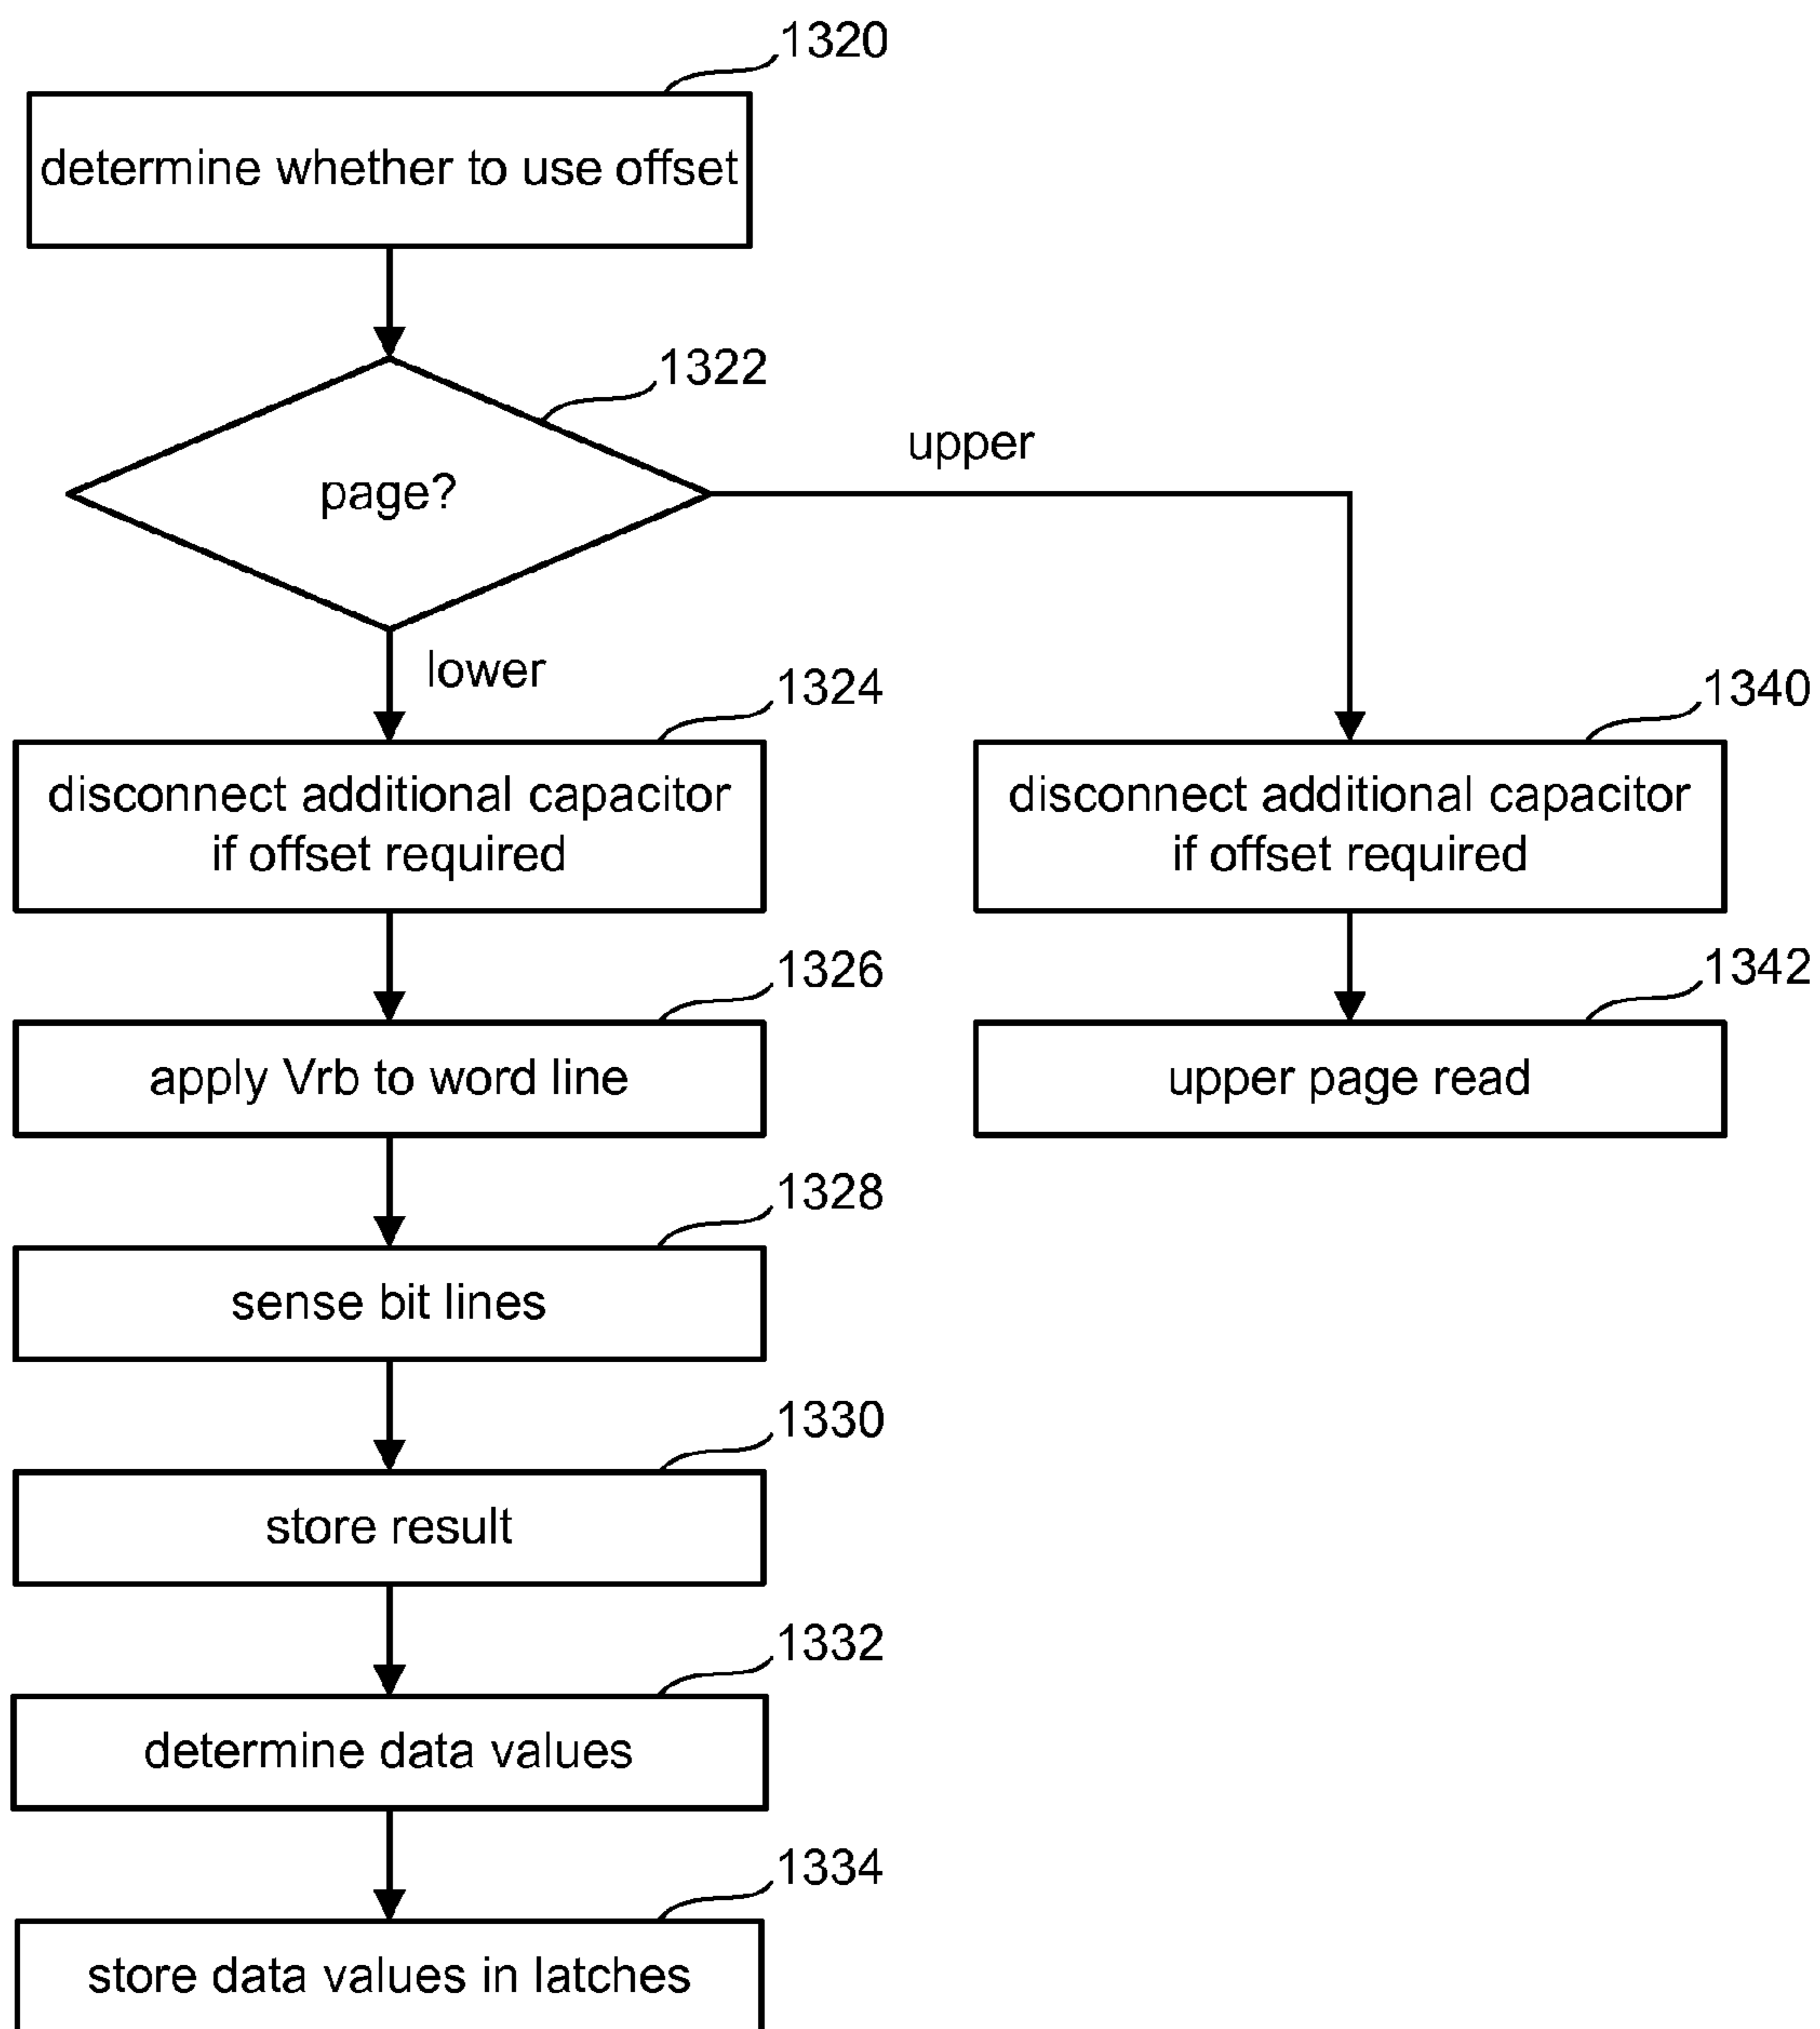 1320
determine whether to use offset
1322
page?
upper
lower
1324
disconnect additional capacitor
if offset required
1340
disconnect additional capacitor
if offset required
1326
apply Vrb to word line
1342
upper page read
1328
sense bit lines
1330
store result
1332
determine data values
1334
store data values in latches